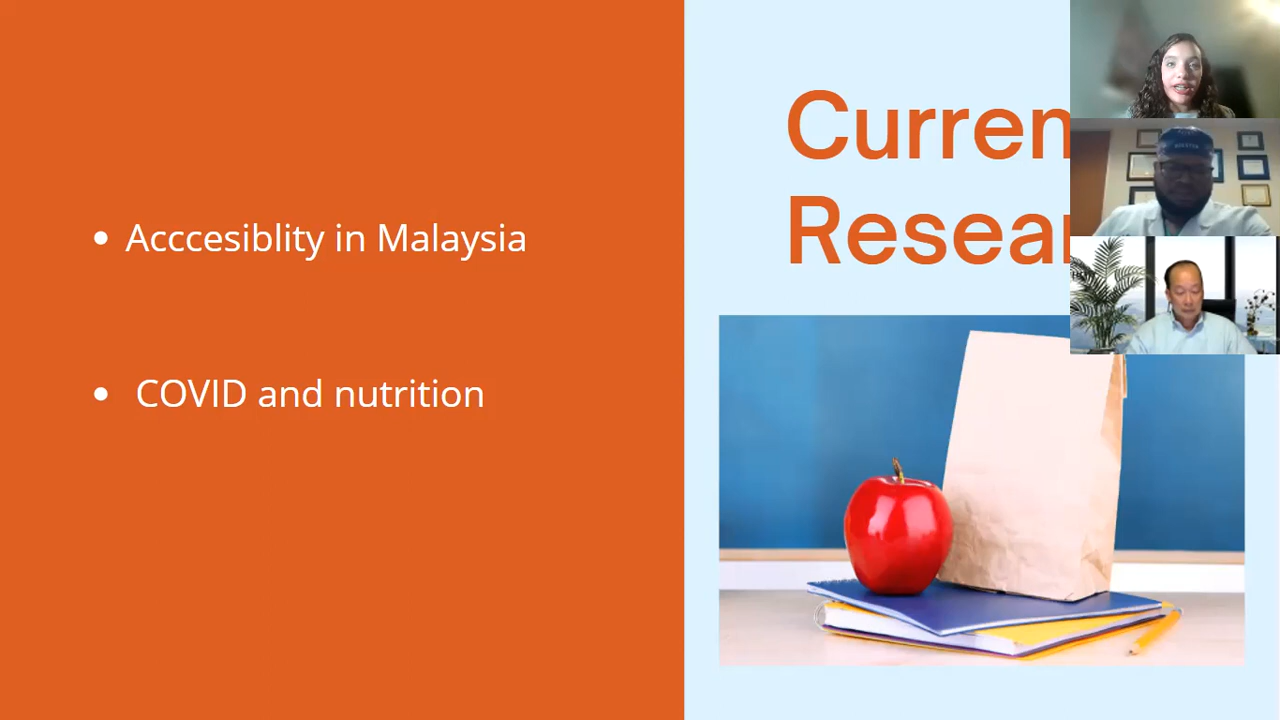 Curren
Resear
• Acccesiblity in Malaysia
• COVID and nutrition